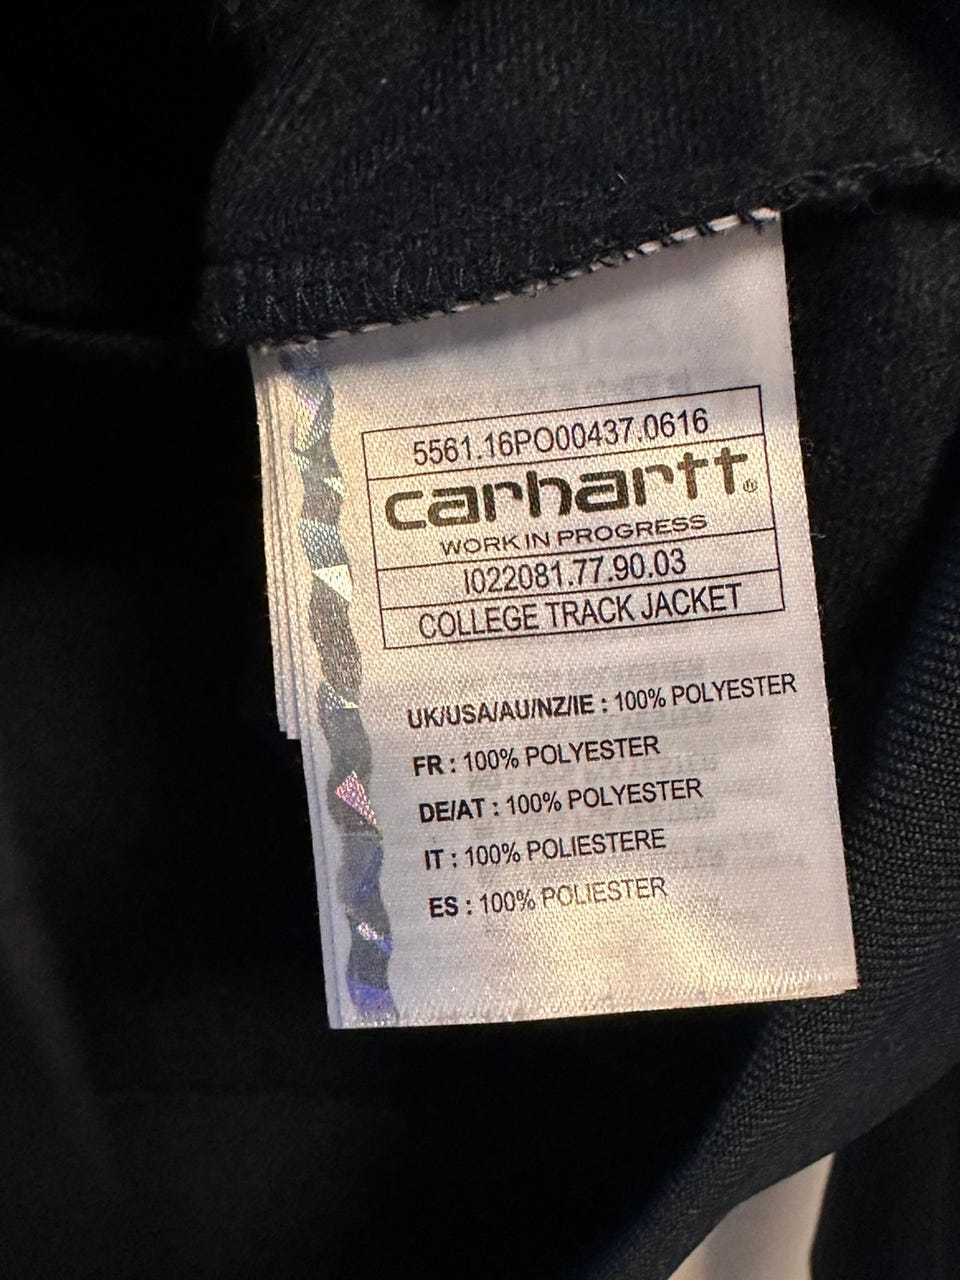 5561.16PO00437.0616
carhartt®
WORK IN PROGRESS
I022081.77.90.03
COLLEGE TRACK JACKET
UK/USA/AU/NZ/IE : 100% POLYESTER
FR : 100% POLYESTER
DE/AT : 100% POLYESTER
IT : 100% POLIESTERE
ES : 100% POLIESTER